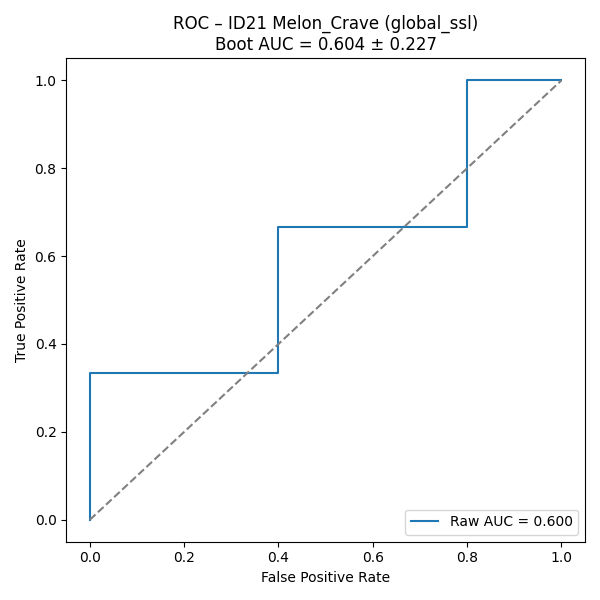 ROC – ID21 Melon_Crave (global_ssl)
Boot AUC = 0.604 ± 0.227
1.0
0.8
0.6
0.4
0.2
0.0
True Positive Rate
Raw AUC = 0.600
0.0 0.2 0.4 0.6 0.8 1.0
False Positive Rate